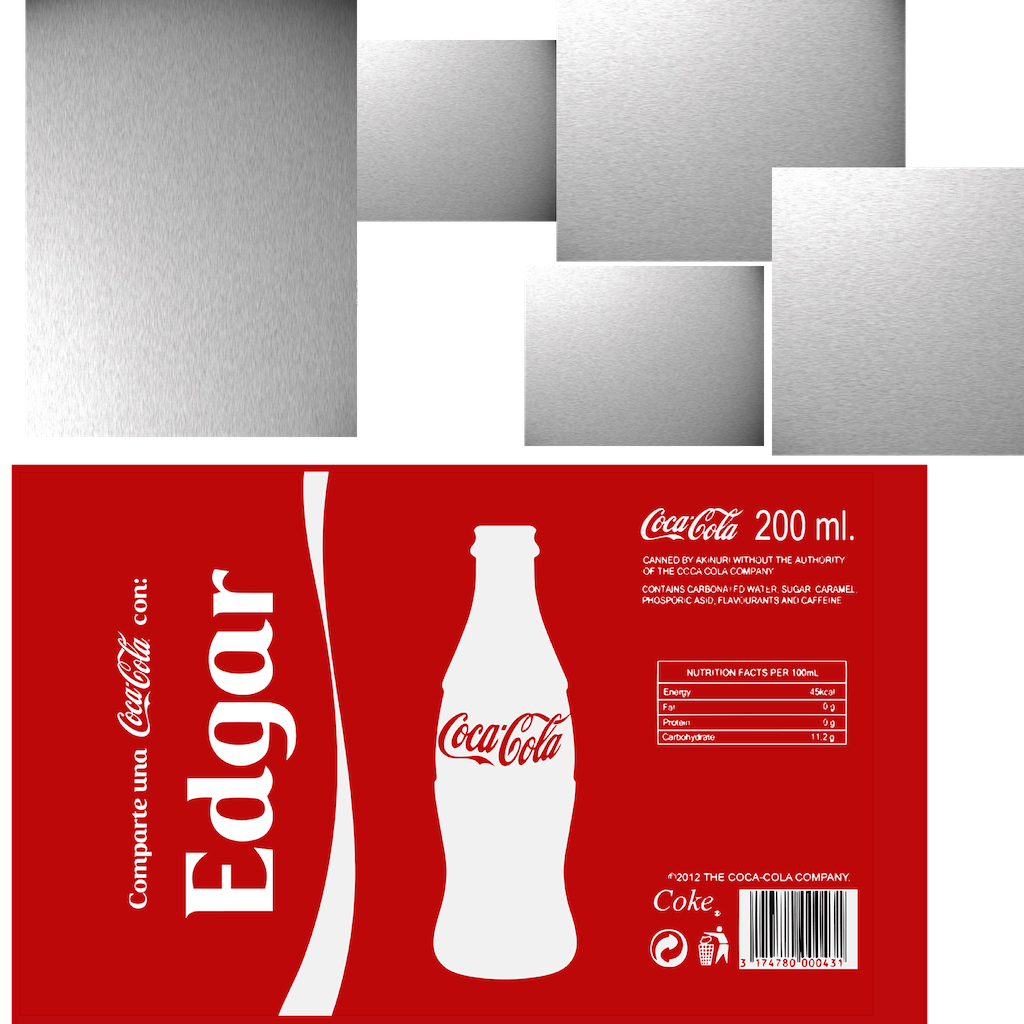 Comparte una Coca-Cola con:
Edgar
Coca-Cola
Coca-Cola 200 ml.
CANNED BY AKINURI WITHOUT THE AUTHORITY
OF THE COCA COLA COMPANY
CONTAINS CARBONATED WATER, SUGAR CARAMEL,
PHOSPORIC ASID, FLAVOURANTS AND CAFFEINE
NUTRITION FACTS PER 100mL
Energy 45kcal
Fat 0 g
Protein 0 g
Carbohydrate 11.2 g
©2012 THE COCA-COLA COMPANY.
Coke
3 174780 000431